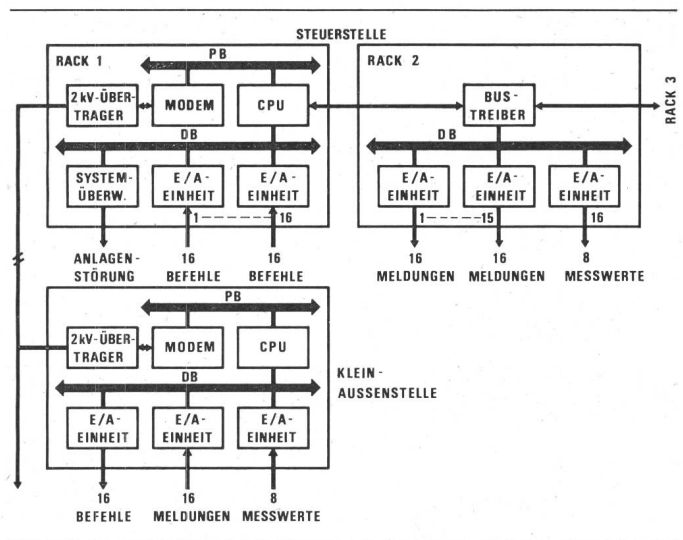 STEUERSTELLE
RACK 1
PB
2 kV-ÜBER-
TRAGER
MODEM
CPU
DB
SYSTEM-
ÜBERW.
E/A-
EINHEIT
E/A-
EINHEIT
1-----16
ANLAGEN-
STÖRUNG
16
BEFEHLE
16
BEFEHLE
RACK 2
BUS-
TREIBER
DB
E/A-
EINHEIT
E/A-
EINHEIT
E/A-
EINHEIT
1-----15
16
16
MELDUNGEN
16
MELDUNGEN
8
MESSWERTE
RACK 3
PB
2kV-ÜBER-
TRAGER
MODEM
CPU
DB
E/A-
EINHEIT
E/A-
EINHEIT
E/A-
EINHEIT
KLEIN-
AUSSENSTELLE
16
BEFEHLE
16
MELDUNGEN
8
MESSWERTE